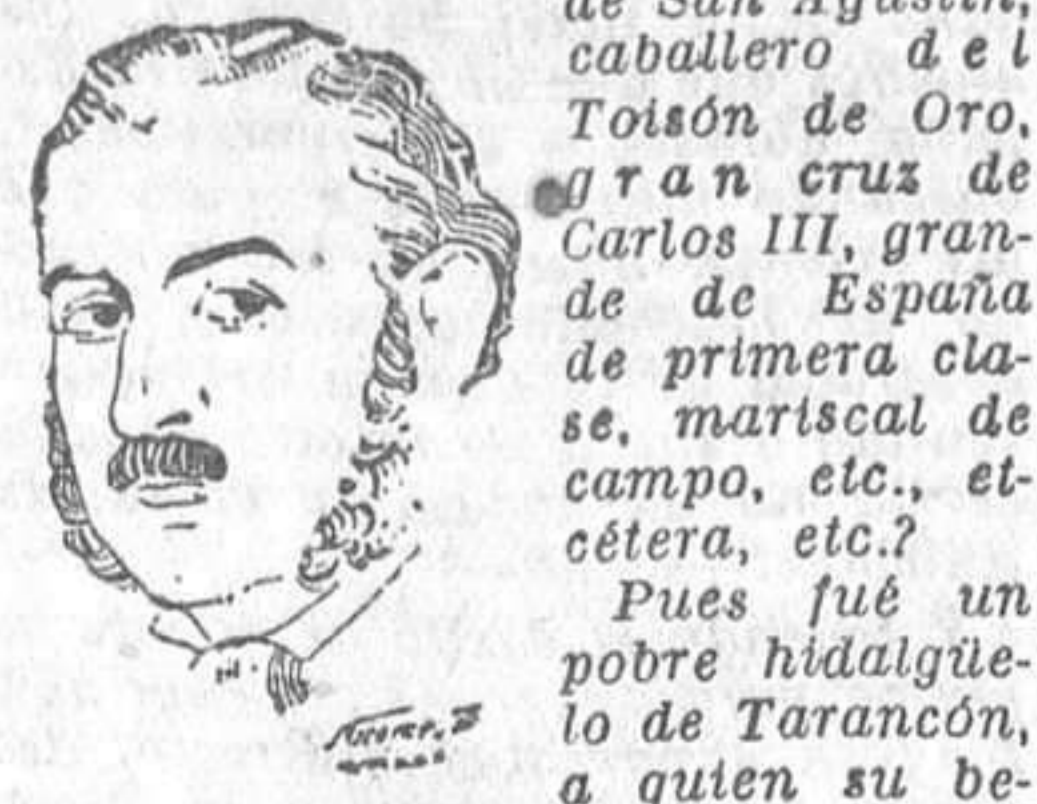 de San Agustín,
caballero del
Toisón de Oro,
gran cruz de
Carlos III, gran-
de de España
de primera cla-
se, mariscal de
campo, etc., et-
cétera, etc.?
Pues fué un
pobre hidalgüe-
lo de Tarancón,
a quien su be-